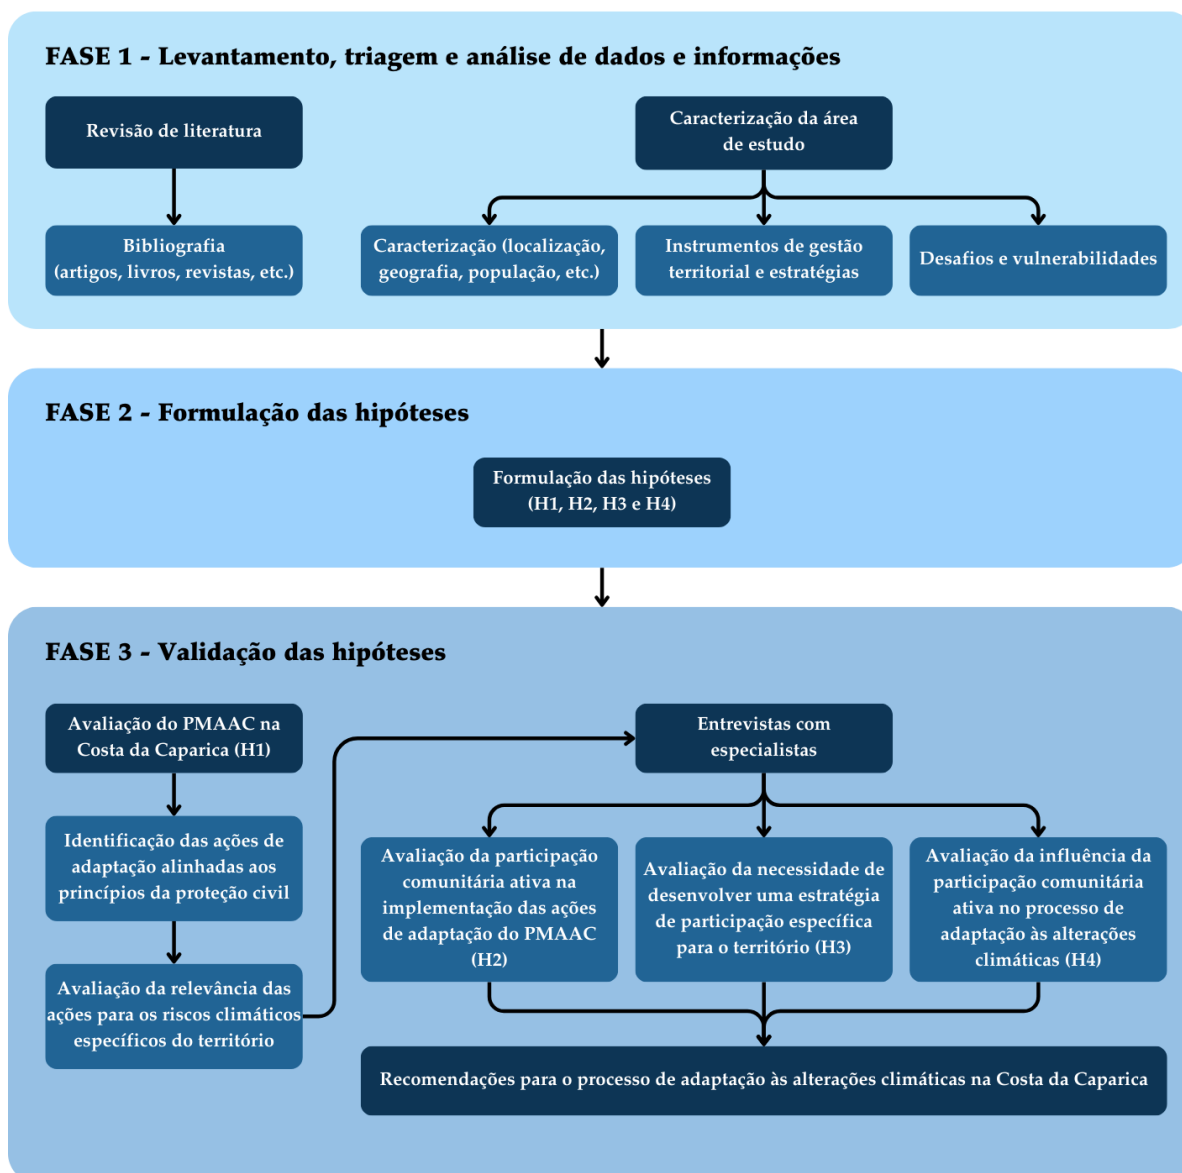 FASE 1 - Levantamento, triagem e análise de dados e informações
Revisão de literatura
Caracterização da área
de estudo
Bibliografia
(artigos, livros, revistas, etc.)
Caracterização (localização,
geografia, população, etc.)
Instrumentos de gestão
territorial e estratégias
Desafios e vulnerabilidades
FASE 2 - Formulação das hipóteses
Formulação das hipóteses
(H1, H2, H3 e H4)
FASE 3 - Validação das hipóteses
Avaliação do PMAAC na
Costa da Caparica (H1)
Identificação das ações de
adaptação alinhadas aos
princípios da proteção civil
Avaliação da relevância das
ações para os riscos climáticos
específicos do território
Entrevistas com
especialistas
Avaliação da participação
comunitária ativa na
implementação das ações
de adaptação do PMAAC
(H2)
Avaliação da necessidade de
desenvolver uma estratégia
de participação específica
para o território (H3)
Avaliação da influência da
participação comunitária
ativa no processo de
adaptação às alterações
climáticas (H4)
Recomendações para o processo de adaptação às alterações climáticas na Costa da Caparica